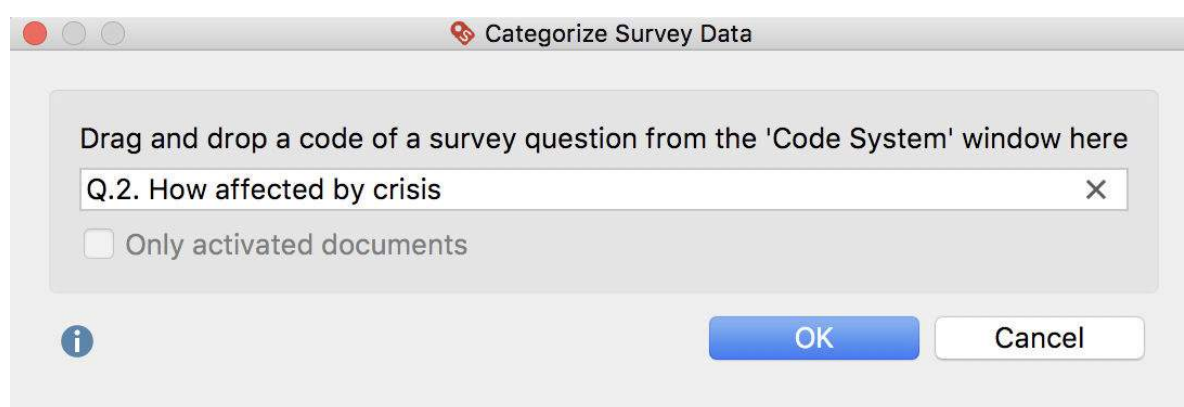 Categorize Survey Data
Drag and drop a code of a survey question from the 'Code System' window here
Q.2. How affected by crisis
Only activated documents
OK Cancel